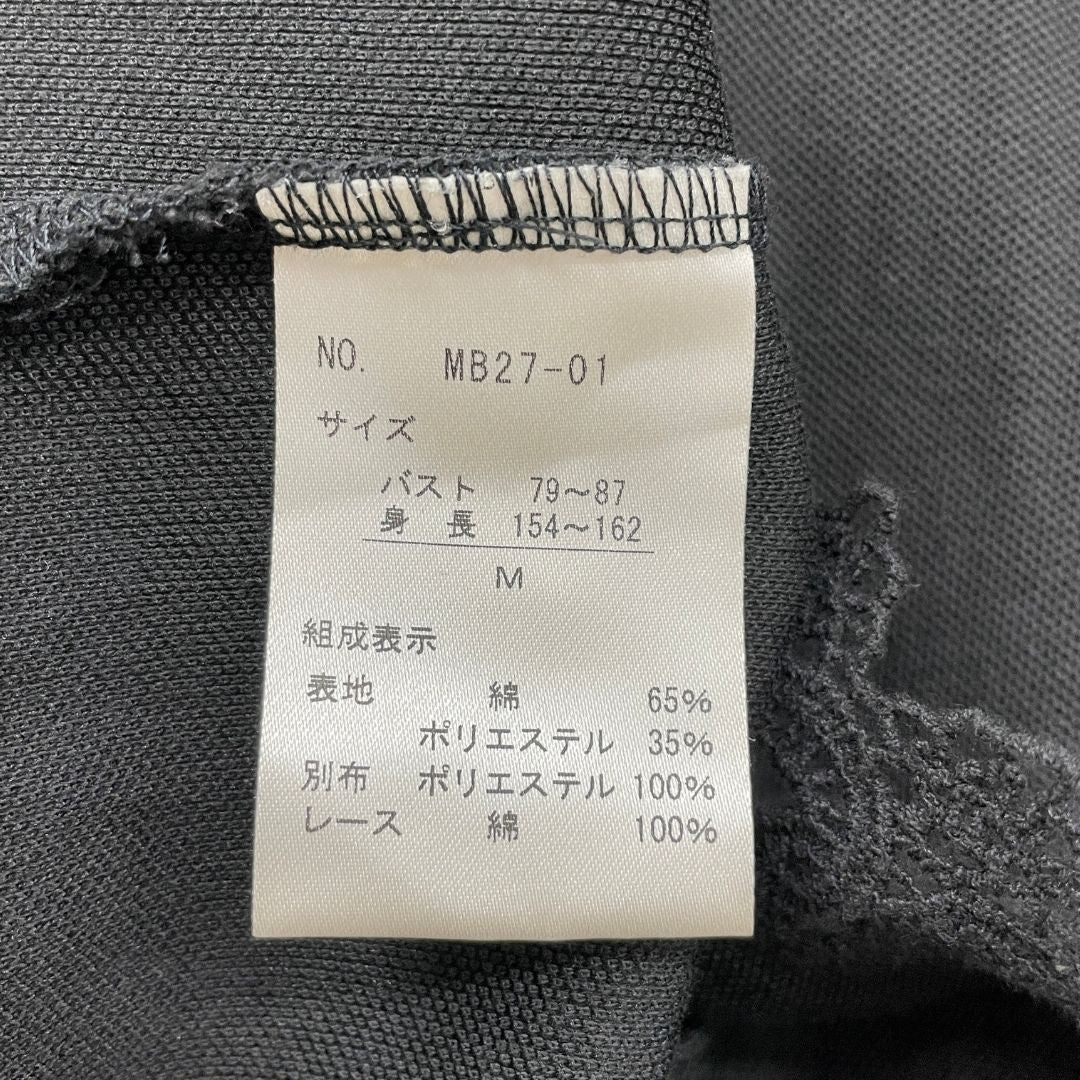 NO. MB27-01
サイズ
バスト 79～87
身長 154～162
M
組成表示
表地 綿 65%
ポリエステル 35%
別布 ポリエステル 100%
レース 綿 100%